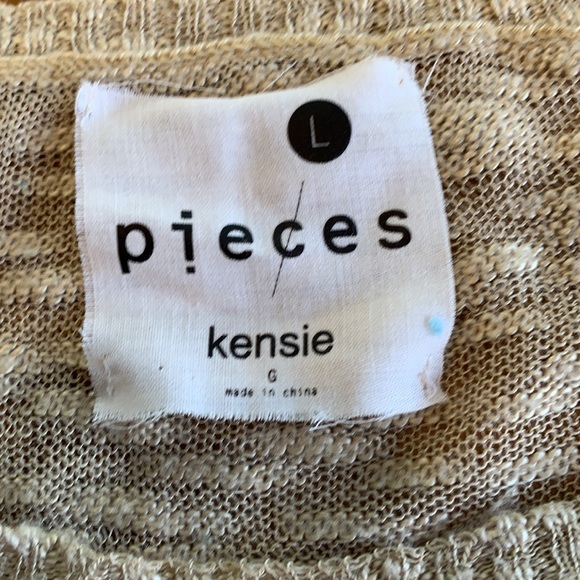 L
pieces
kensie
G
made in china